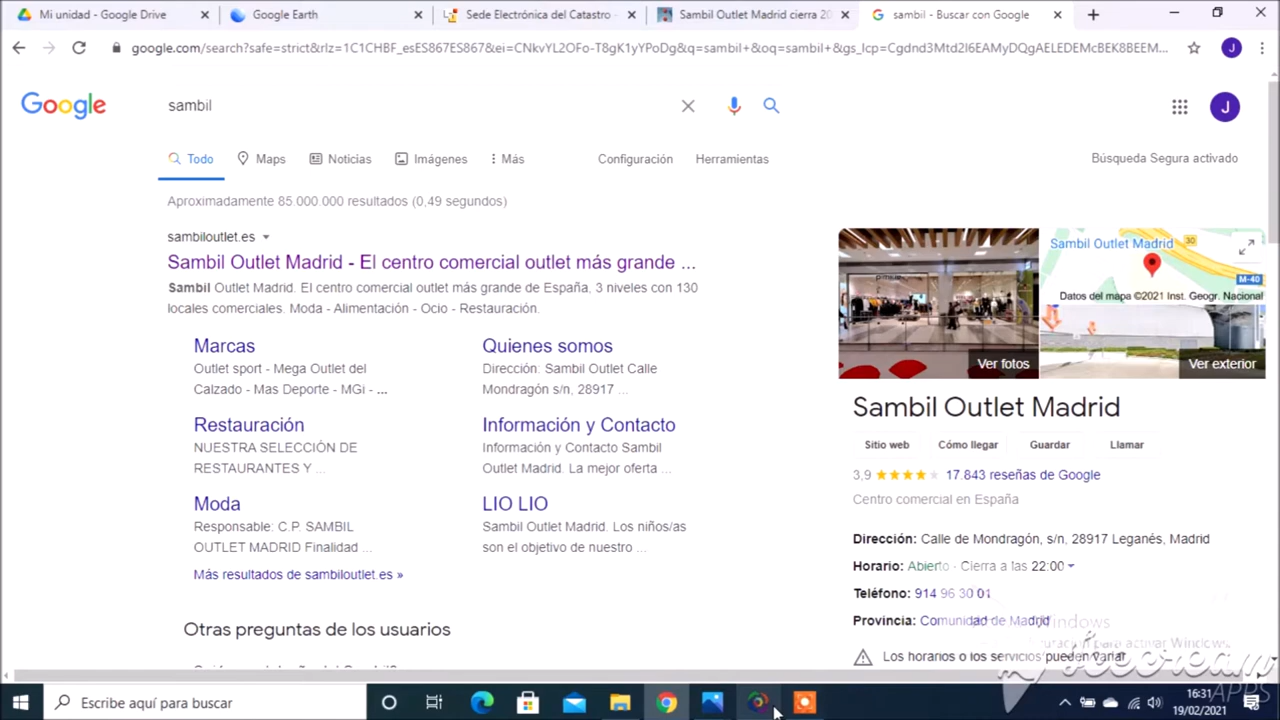 Mi unidad - Google Drive
Google Earth
Sede Electrónica del Catastro -
Sambil Outlet Madrid cierra 20
sambil - Buscar con Google
google.com/search?safe=strict&rlz=1C1CHBF_esES867ES867&ei=CNkvYL2OFo-T8gK1yYPoDg&q=sambil+&oq=sambil+&gs_lcp=Cgdnd3Mtd2l6EAMyDQgAELEDEMcBEK8BEEM...
J
Google
sambil
J
Todo
Maps
Noticias
Imágenes
Más
Configuración
Herramientas
Búsqueda Segura activado
Aproximadamente 85.000.000 resultados (0,49 segundos)
sambiloutlet.es
Sambil Outlet Madrid - El centro comercial outlet más grande ...
Sambil Outlet Madrid. El centro comercial outlet más grande de España, 3 niveles con 130
locales comerciales. Moda - Alimentación - Ocio - Restauración.
Marcas
Outlet sport - Mega Outlet del
Calzado - Mas Deporte - MGi - ...
Quienes somos
Dirección: Sambil Outlet Calle
Mondragón s/n, 28917 ...
Restauración
NUESTRA SELECCIÓN DE
RESTAURANTES Y ...
Información y Contacto
Información y Contacto Sambil
Outlet Madrid. La mejor oferta ...
Moda
Responsable: C.P. SAMBIL
OUTLET MADRID Finalidad ...
LIO LIO
Sambil Outlet Madrid. Los niños/as
son el objetivo de nuestro ...
Más resultados de sambiloutlet.es »
Otras preguntas de los usuarios
Sambil Outlet Madrid
30
M-40
Datos del mapa ©2021 Inst. Geogr. Nacional
Ver fotos
Ver exterior
Sambil Outlet Madrid
Sitio web
Cómo llegar
Guardar
Llamar
3,9
17.843 reseñas de Google
Centro comercial en España
Dirección: Calle de Mondragón, s/n, 28917 Leganés, Madrid
Horario: Abierto - Cierra a las 22:00
Teléfono: 914 96 30 01
Provincia: Comunidad de Madrid
Windows
para activar Windows
Los horarios o los servicios pueden variar
Icecream
APPS
Escribe aquí para buscar
16:31
19/02/2021